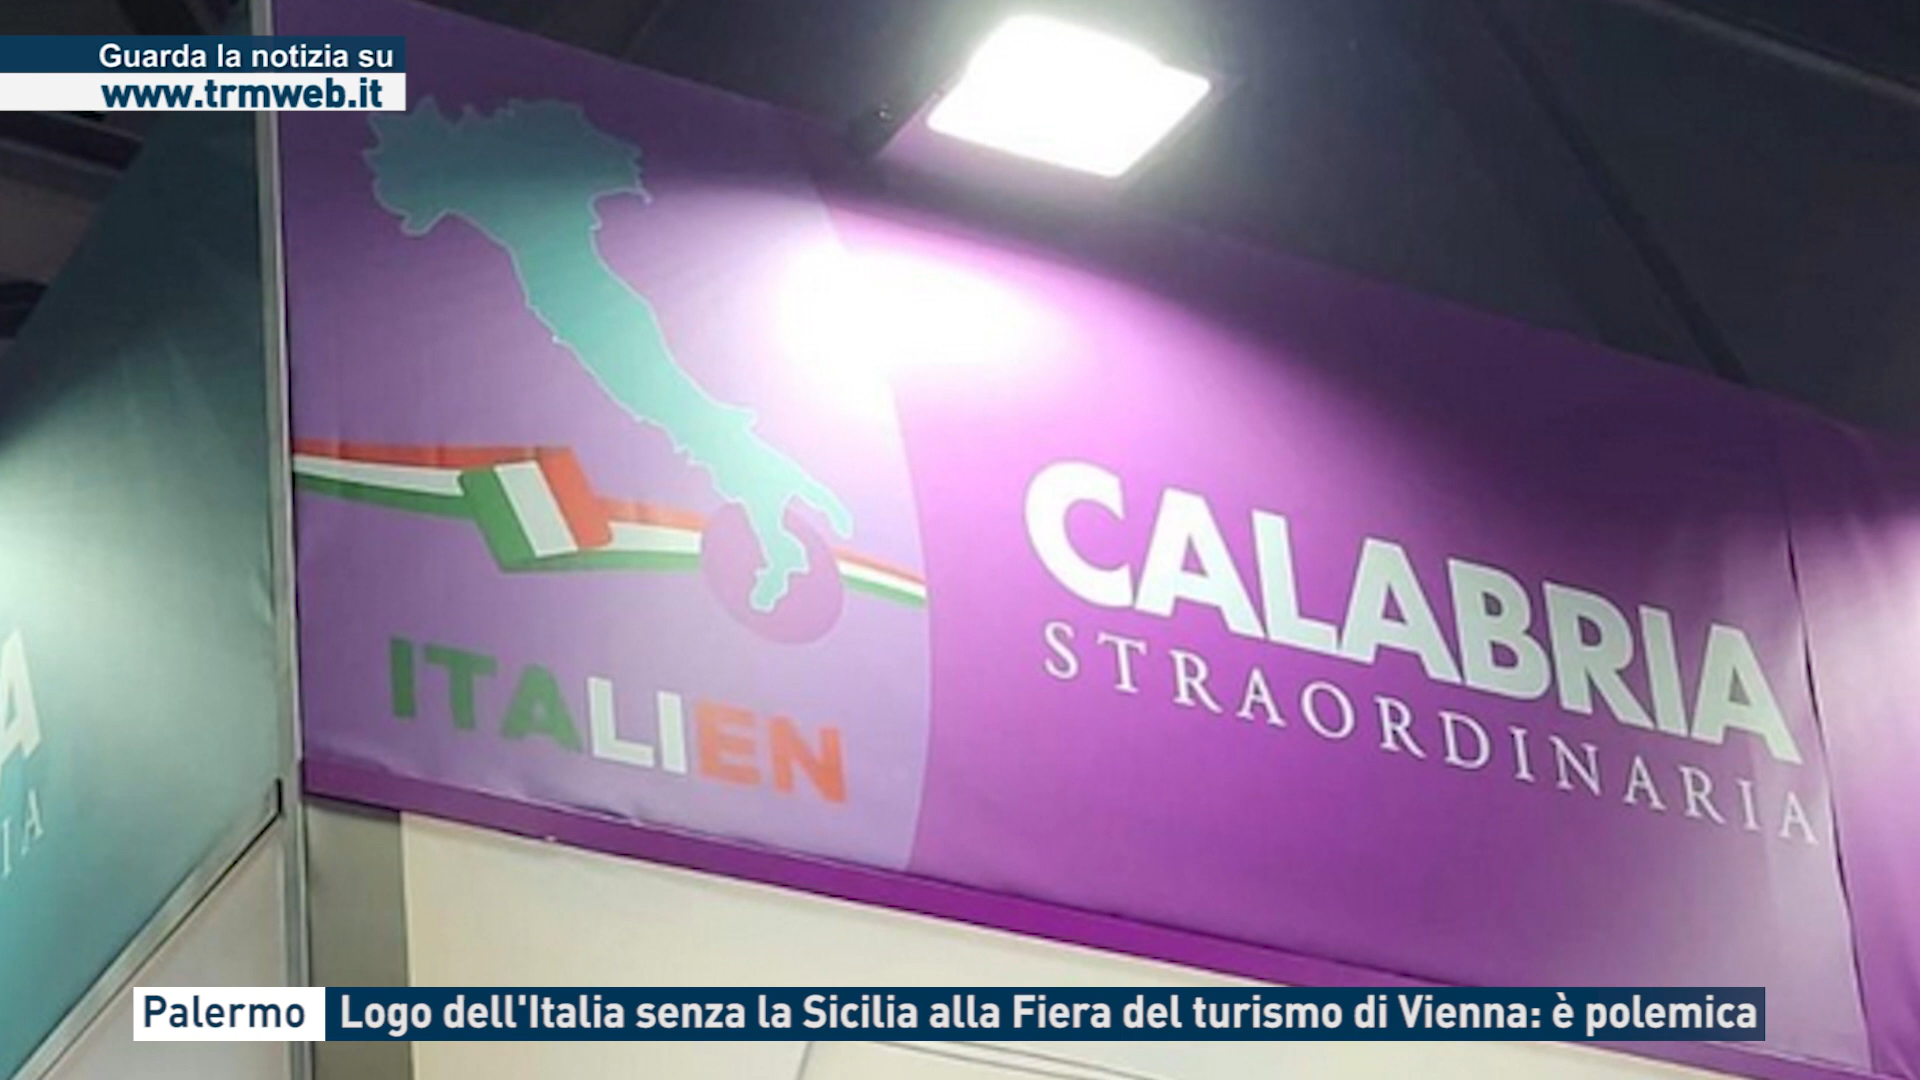 Guarda la notizia su
www.trmweb.it
ITALIEN
CALABRIA
STRAORDINARIA
A
IA
Palermo Logo dell'Italia senza la Sicilia alla Fiera del turismo di Vienna: è polemica